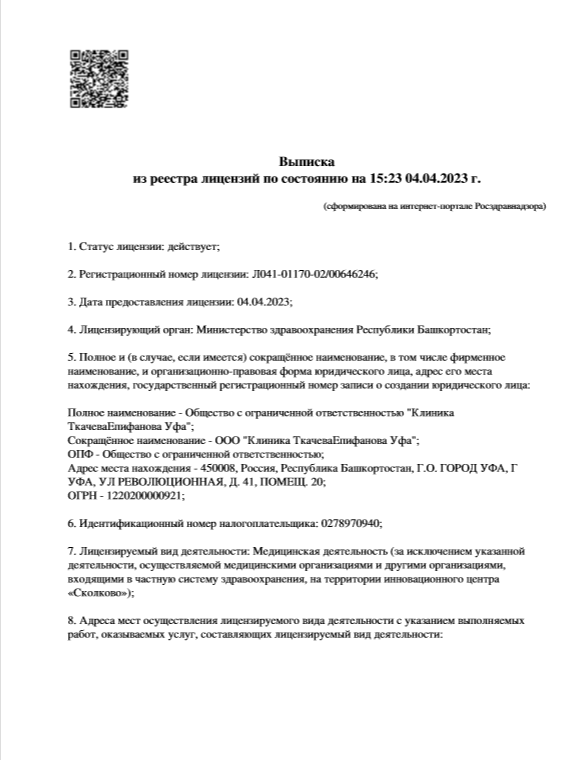 Выписка
из реестра лицензий по состоянию на 15:23 04.04.2023 г.
(сформирована на интернет-портале Росздравнадзора)
1. Статус лицензии: действует;
2. Регистрационный номер лицензии: Л041-01170-02/00646246;
3. Дата предоставления лицензии: 04.04.2023;
4. Лицензирующий орган: Министерство здравоохранения Республики Башкортостан;
5. Полное и (в случае, если имеется) сокращённое наименование, в том числе фирменное
наименование, и организационно-правовая форма юридического лица, адрес его места
нахождения, государственный регистрационный номер записи о создании юридического лица:
Полное наименование - Общество с ограниченной ответственностью "Клиника
ТкачеваЕпифанова Уфа";
Сокращённое наименование - ООО "Клиника ТкачеваЕпифанова Уфа";
ОПФ - Общество с ограниченной ответственностью;
Адрес места нахождения - 450008, Россия, Республика Башкортостан, Г.О. ГОРОД УФА, Г
УФА, УЛ РЕВОЛЮЦИОННАЯ, Д. 41, ПОМЕЩ. 20;
ОГРН - 1220200000921;
6. Идентификационный номер налогоплательщика: 0278970940;
7. Лицензируемый вид деятельности: Медицинская деятельность (за исключением указанной
деятельности, осуществляемой медицинскими организациями и другими организациями,
входящими в частную систему здравоохранения, на территории инновационного центра
«Сколково»);
8. Адреса мест осуществления лицензируемого вида деятельности с указанием выполняемых
работ, оказываемых услуг, составляющих лицензируемый вид деятельности: